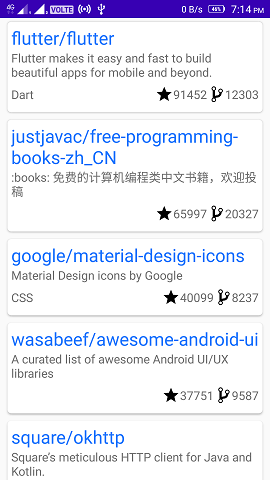 4G VOLTE 0 B/s 46% 7:14 PM
flutter/flutter
Flutter makes it easy and fast to build
beautiful apps for mobile and beyond.
Dart 91452 12303
justjavac/free-programming-
books-zh_CN
:books: 免费的计算机编程类中文书籍，欢迎投
稿
65997 20327
google/material-design-icons
Material Design icons by Google
CSS 40099 8237
wasabeef/awesome-android-ui
A curated list of awesome Android UI/UX
libraries
37751 9587
square/okhttp
Square's meticulous HTTP client for Java and
Kotlin.